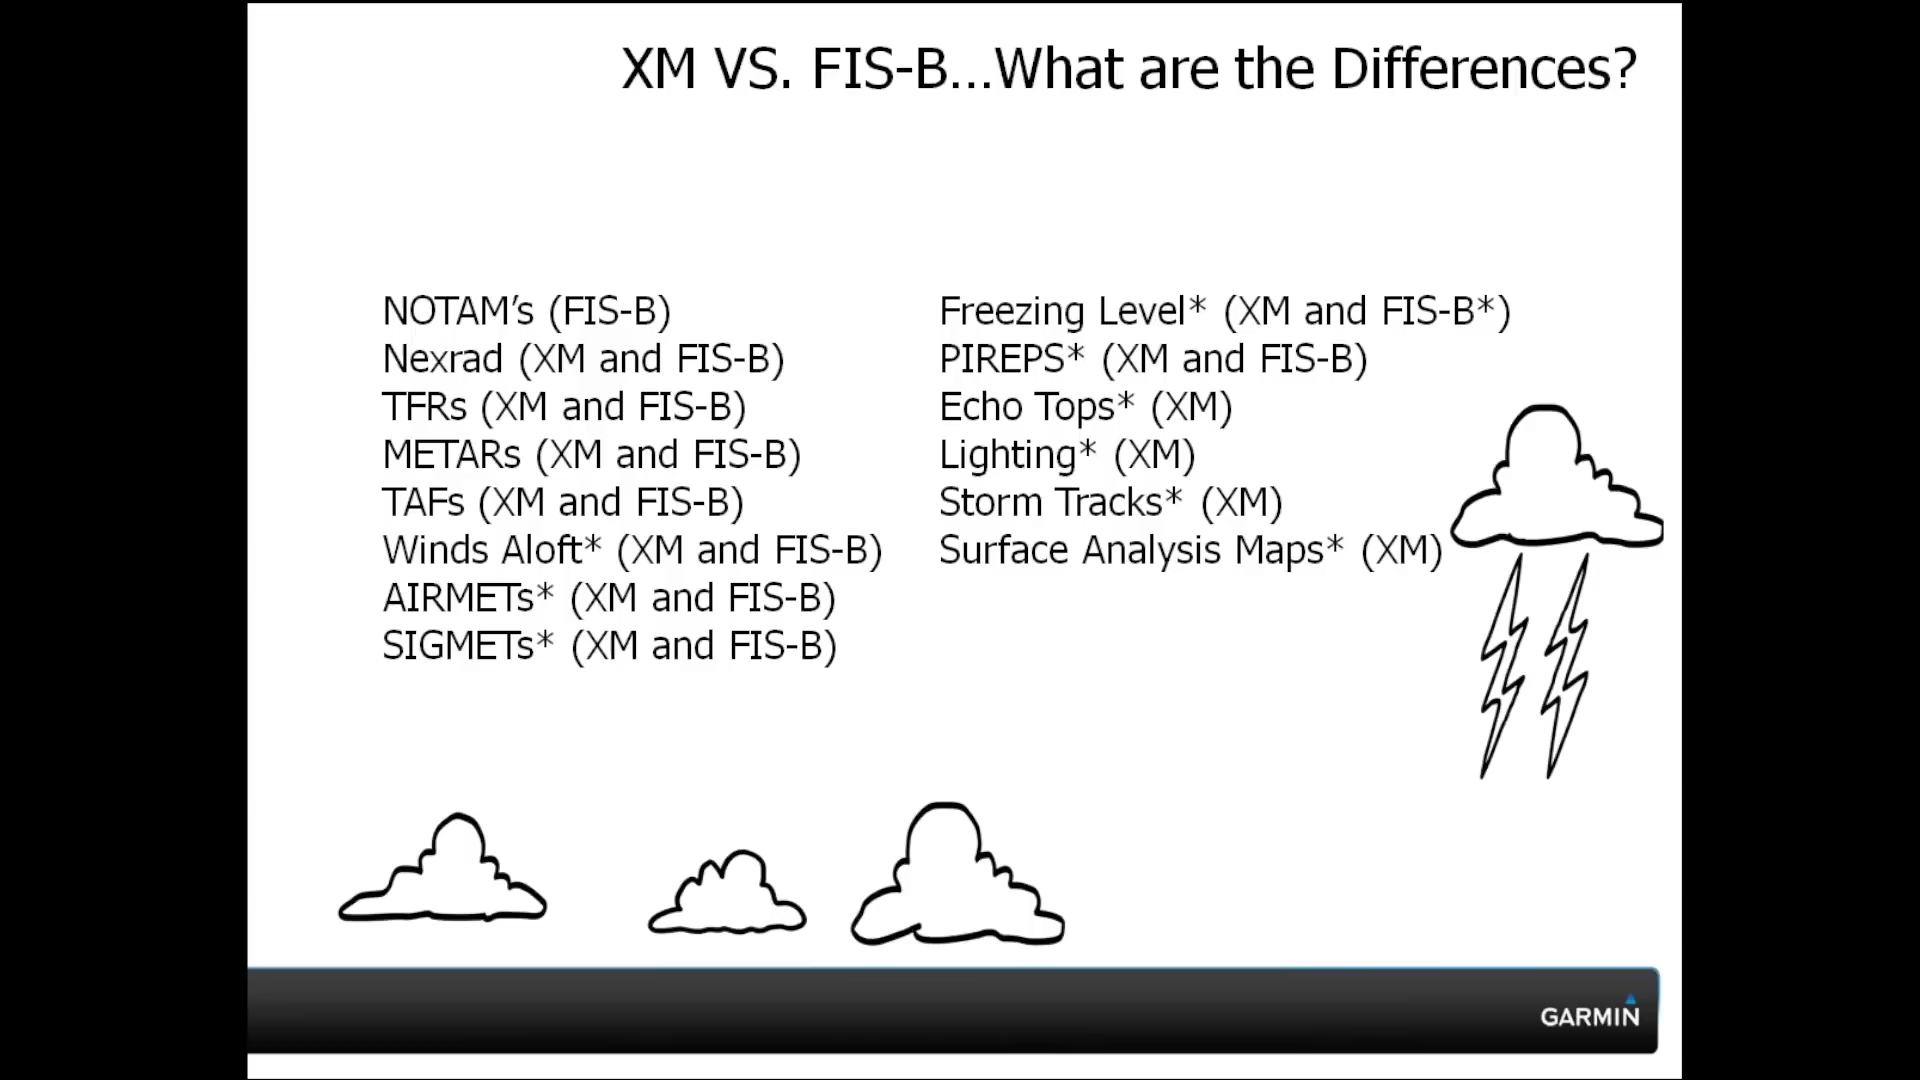 XM VS. FIS-B...What are the Differences?
NOTAM’s (FIS-B)
Nexrad (XM and FIS-B)
TFRs (XM and FIS-B)
METARs (XM and FIS-B)
TAFs (XM and FIS-B)
Winds Aloft* (XM and FIS-B)
AIRMETs* (XM and FIS-B)
SIGMETs* (XM and FIS-B)
Freezing Level* (XM and FIS-B*)
PIREPS* (XM and FIS-B)
Echo Tops* (XM)
Lighting* (XM)
Storm Tracks* (XM)
Surface Analysis Maps* (XM)
GARMIN